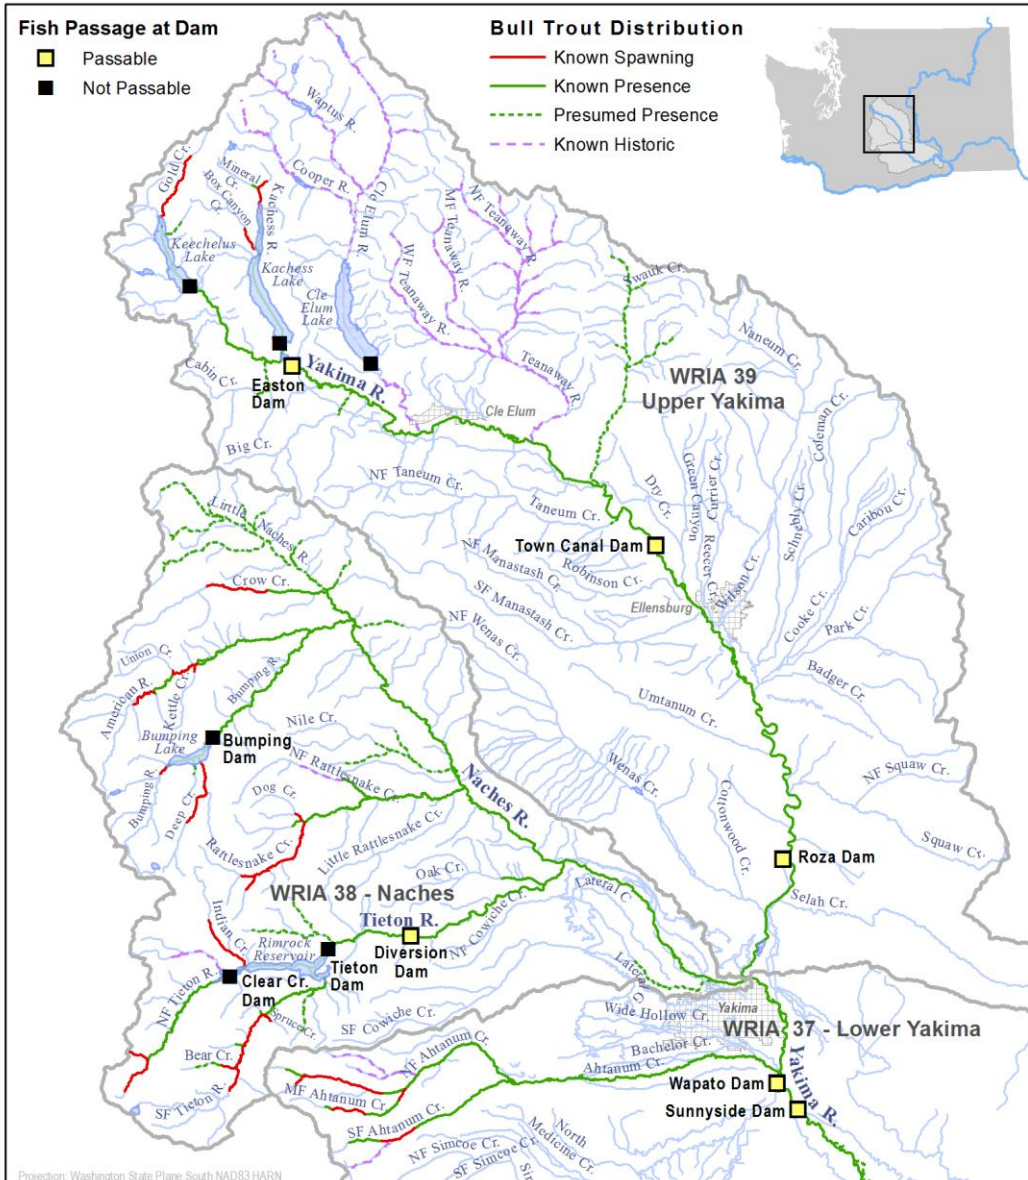 Fish Passage at Dam
Passable
Not Passable
Bull Trout Distribution
Known Spawning
Known Presence
Presumed Presence
Known Historic
Waptus R.
Gold Cr.
Mineral
Cr.
Box Canyon
Cr.
Kachess R.
Cooper R.
Cle Elum R.
NF Teanaway R.
MF Teanaway R.
WF Teanaway R.
Keechelus
Lake
Kachess
Lake
Cle
Elum
Lake
Swauk Cr.
Naneum Cr.
Teanaway R.
Yakima R.
Easton
Dam
Cabin Cr.
Cle Elum
WRIA 39
Upper Yakima
Coleman Cr.
Big Cr.
NF Taneum Cr.
Dry Cr.
Green Canyon
Currier Cr.
Reecer Cr.
Schnebly Cr.
Caribou Cr.
Little
Naches R.
Taneum Cr.
Town Canal Dam
NF Manastash Cr.
Robinson Cr.
Wilson Cr.
Crow Cr.
SF Manastash Cr.
Ellensburg
Cooke Cr.
Park Cr.
NF Wenas Cr.
Union Cr.
American R.
Kettle Cr.
Bumping R.
Badger Cr.
Umtanum Cr.
Nile Cr.
Bumping
Lake
Bumping
Dam
NF Rattlesnake Cr.
Naches R.
Wenas Cr.
NF Squaw Cr.
Bumping R.
Deep Cr.
Dog Cr.
Cottonwood Cr.
Rattlesnake Cr.
Little Rattlesnake Cr.
Squaw Cr.
Roza Dam
Oak Cr.
WRIA 38 - Naches
Lateral C
Selah Cr.
Tieton R.
Indian Cr.
Rimrock
Reservoir
NF Cowiche Cr.
Diversion
Dam
Tieton
Dam
NF Tieton R.
Clear Cr.
Dam
Lateral G
Spruce Cr.
SF Cowiche Cr.
Wide Hollow Cr.
Yakima
WRIA 37 - Lower Yakima
Bear Cr.
NF Ahtanum Cr.
Bachelor Cr.
Ahtanum Cr.
SF Tieton R.
MF Ahtanum Cr.
Wapato Dam
Yakima R.
Sunnyside Dam
SF Ahtanum Cr.
NF Simcoe Cr.
SF Simcoe Cr.
North
Medicine Cr.
Projection: Washington State Plane South NAD83 HARN